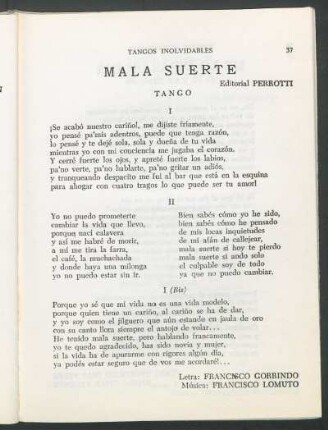 TANGOS INOLVIDABLES 37
MALA SUERTE
Editorial PERROTTI
TANGO
I
¡Se acabó nuestro cariño!, me dijiste fríamente,
yo pensé pa'mis adentros, puede que tenga razón,
lo pensé y te dejé sola, sola y dueña de tu vida
mientras yo con mi conciencia me jugaba el corazón.
Y cerré fuerte los ojos, y apreté fuerte los labios,
pa'no verte, pa'no hablarte, pa'no gritar un adiós,
y tranqueando despacito me fuí al bar que está en la esquina
para ahogar con cuatro tragos lo que puede ser tu amor!
II
Yo no puedo prometerte
cambiar la vida que llevo,
porque nací calavera
y así me habré de morir,
a mí me tira la farra,
el café, la muchachada
y donde haya una milonga
yo no puedo estar sin ir.
Bien sabés cómo yo he sido,
bien sabés cómo he pensado
de mis locas inquietudes
de mi afán de callejear,
mala suerte si hoy te pierdo
mala suerte si ando solo
el culpable soy de todo
ya que no puedo cambiar.
I (Bis)
Porque yo sé que mi vida no es una vida modelo,
porque quien tiene un cariño, al cariño se ha de dar,
y yo soy como el jilguero que aún estando en jaula de oro
con su canto llora siempre el antojo de volar...
He tenido mala suerte, pero hablando francamente,
yo te quedo agradecido, has sido novia y mujer,
si la vida ha de apurarme con rigores algún día,
ya podés estar seguro que de vos me acordaré!...
Letra: FRANCISCO GORRINDO
Música: FRANCISCO LOMUTO